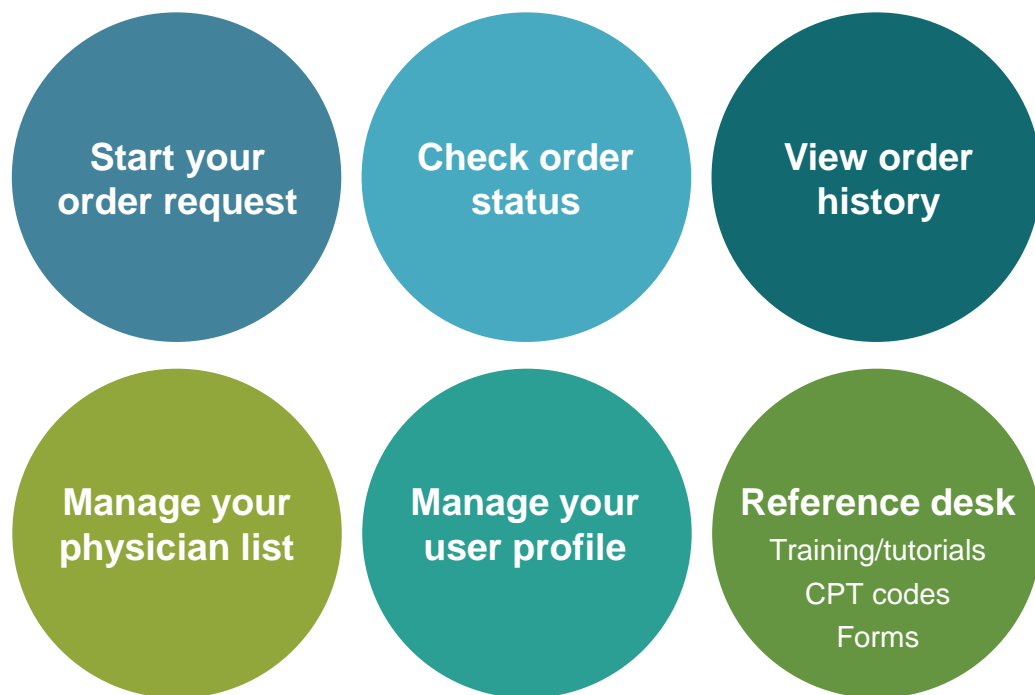 Start your
order request
Check order
status
View order
history
Manage your
physician list
Manage your
user profile
Reference desk
Training/tutorials
CPT codes
Forms